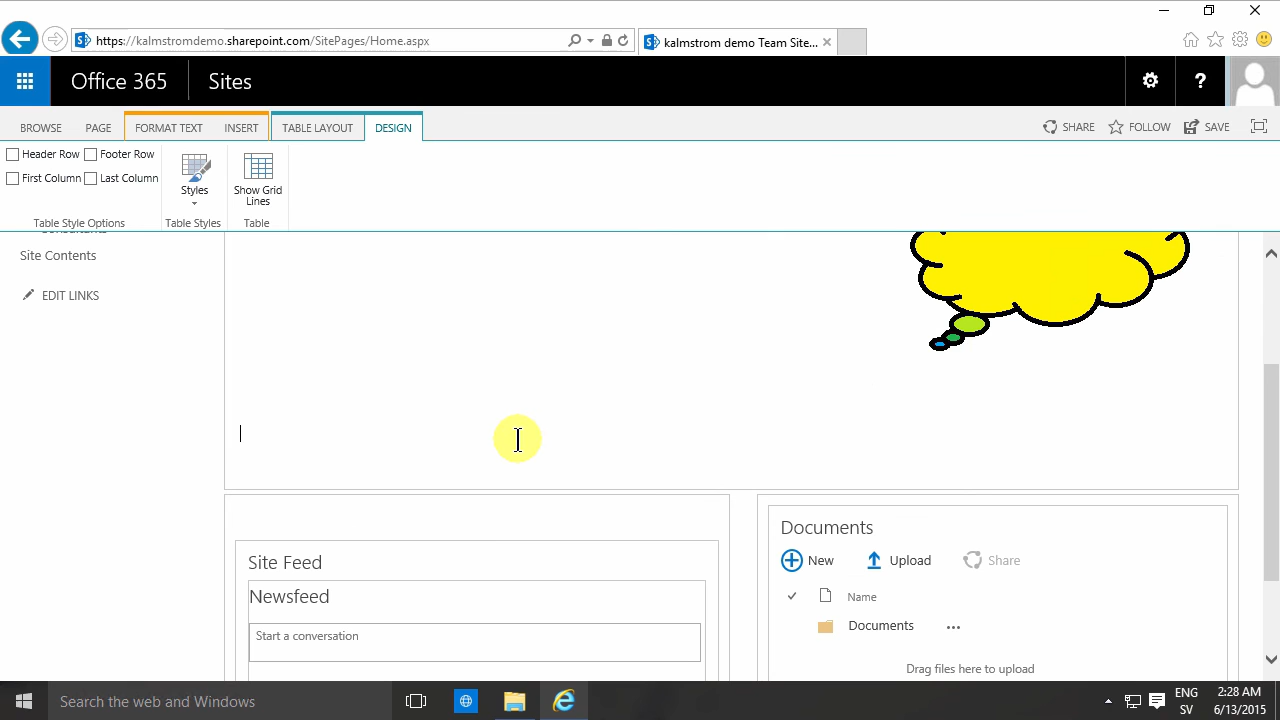 https://kalmstromdemo.sharepoint.com/SitePages/Home.aspx
kalmstrom demo Team Site...
Office 365
Sites
?
BROWSE PAGE FORMAT TEXT INSERT TABLE LAYOUT DESIGN
SHARE FOLLOW SAVE
Header Row Footer Row
First Column Last Column
Table Style Options
Styles
Table Styles
Show Grid
Lines
Table
Site Contents
EDIT LINKS
Site Feed
Newsfeed
Start a conversation
Documents
New Upload Share
Name
Documents ...
Drag files here to upload
Search the web and Windows
ENG
SV
2:28 AM
6/13/2015